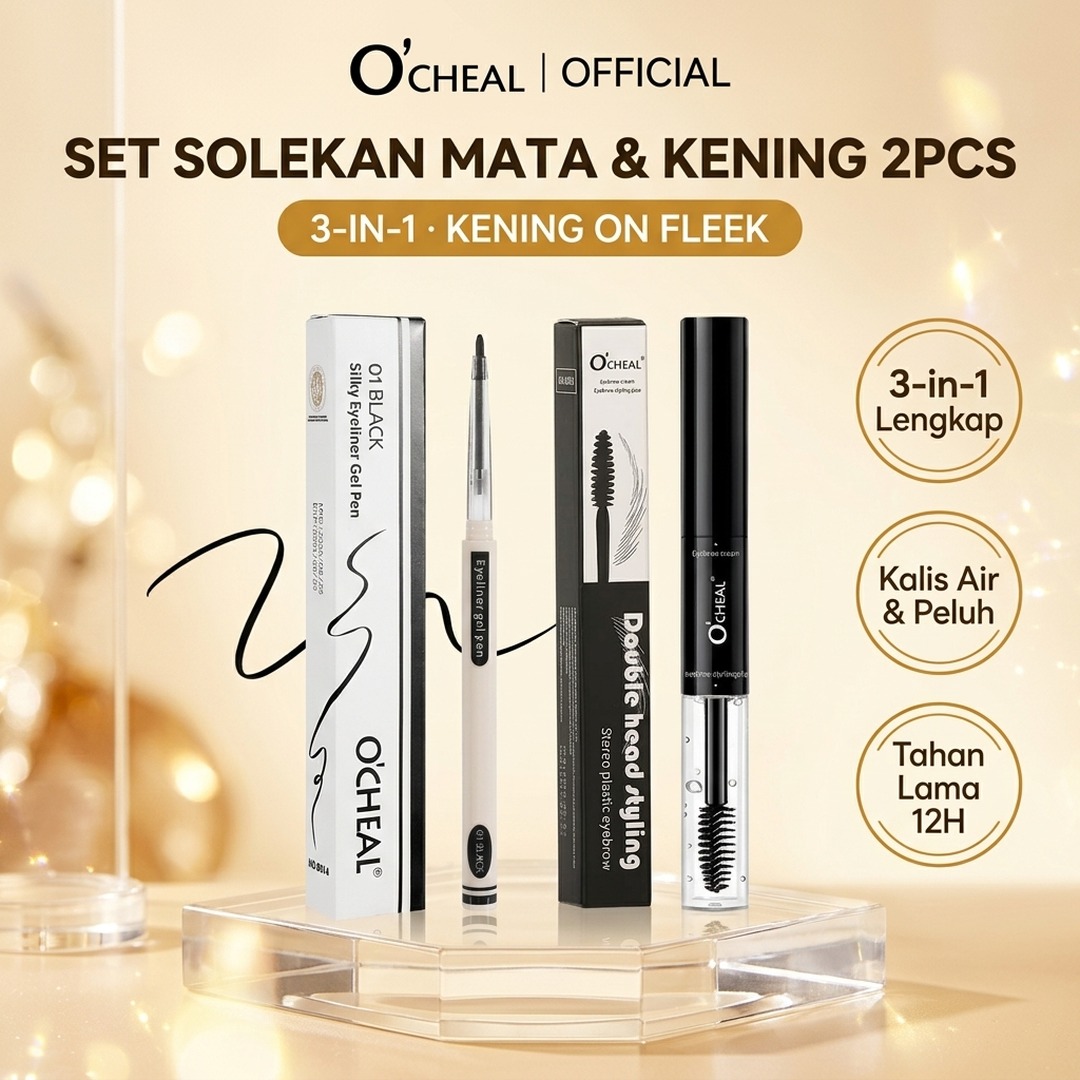 O'CHEAL | OFFICIAL
SET SOLEKAN MATA & KENING 2PCS
3-IN-1 · KENING ON FLEEK
01 BLACK
Silky Eyeliner Gel Pen
O'CHEAL®
Eyeliner gel pen
01 BLACK
O'CHEAL®
Double head styling
Stereo plastic eyebrow
O'CHEAL®
3-in-1
Lengkap
Kalis Air
& Peluh
Tahan
Lama
12H